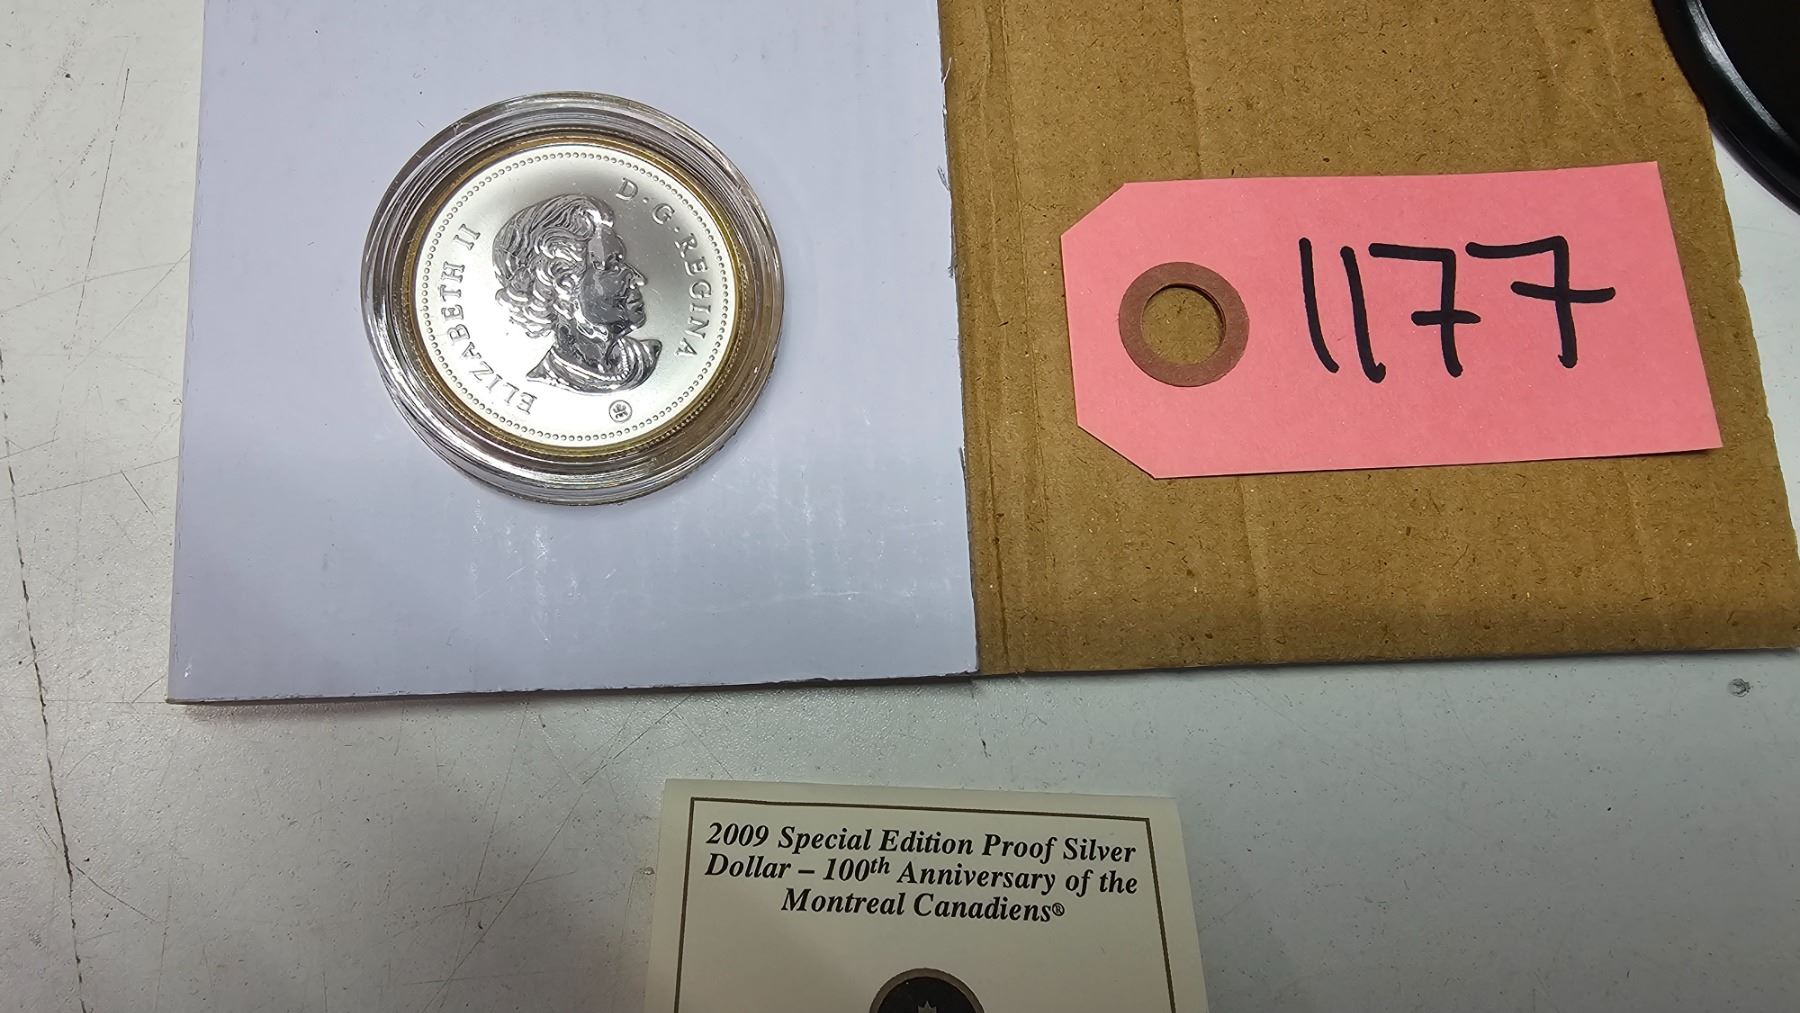 ELIZABETH II D·G·REGINA
1177
2009 Special Edition Proof Silver
Dollar – 100th Anniversary of the
Montreal Canadiens®